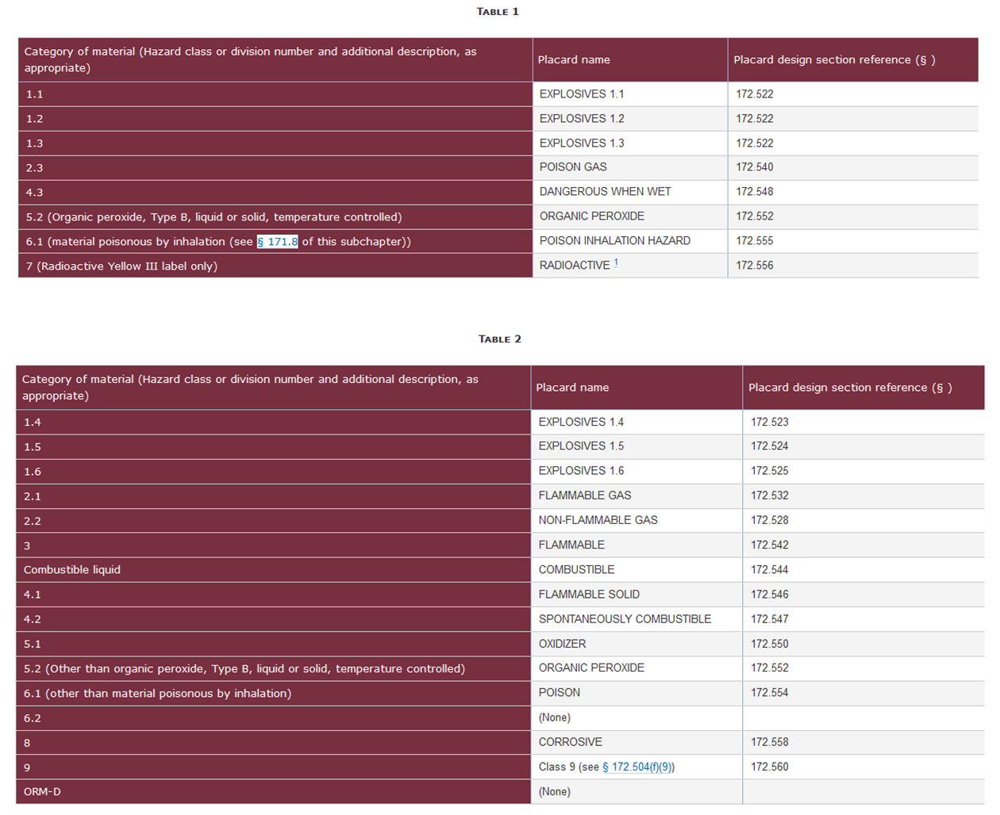 TABLE 1
Category of material (Hazard class or division number and additional description, as
appropriate)
Placard name
Placard design section reference (§ )
1.1 EXPLOSIVES 1.1 172.522
1.2 EXPLOSIVES 1.2 172.522
1.3 EXPLOSIVES 1.3 172.522
2.3 POISON GAS 172.540
4.3 DANGEROUS WHEN WET 172.548
5.2 (Organic peroxide, Type B, liquid or solid, temperature controlled) ORGANIC PEROXIDE 172.552
6.1 (material poisonous by inhalation (see § 171.8 of this subchapter)) POISON INHALATION HAZARD 172.555
7 (Radioactive Yellow III label only) RADIOACTIVE 1 172.556
TABLE 2
Category of material (Hazard class or division number and additional description, as
appropriate)
Placard name
Placard design section reference (§ )
1.4 EXPLOSIVES 1.4 172.523
1.5 EXPLOSIVES 1.5 172.524
1.6 EXPLOSIVES 1.6 172.525
2.1 FLAMMABLE GAS 172.532
2.2 NON-FLAMMABLE GAS 172.528
3 FLAMMABLE 172.542
Combustible liquid COMBUSTIBLE 172.544
4.1 FLAMMABLE SOLID 172.546
4.2 SPONTANEOUSLY COMBUSTIBLE 172.547
5.1 OXIDIZER 172.550
5.2 (Other than organic peroxide, Type B, liquid or solid, temperature controlled) ORGANIC PEROXIDE 172.552
6.1 (other than material poisonous by inhalation) POISON 172.554
6.2 (None)
8 CORROSIVE 172.558
9 Class 9 (see § 172.504(f)(9)) 172.560
ORM-D (None)